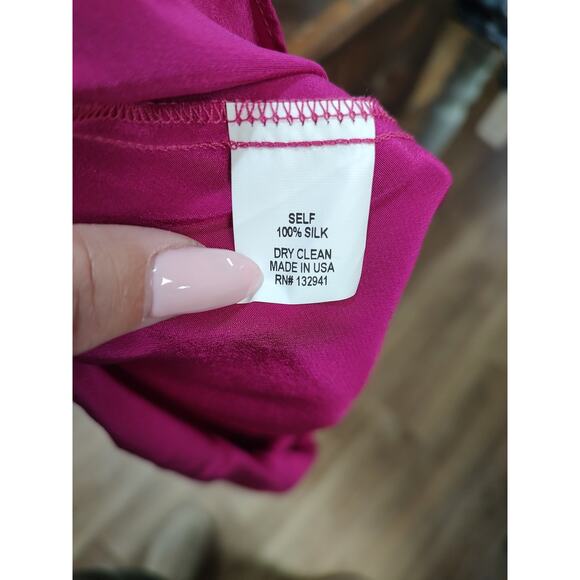 SELF
100% SILK
DRY CLEAN
MADE IN USA
RN# 132941